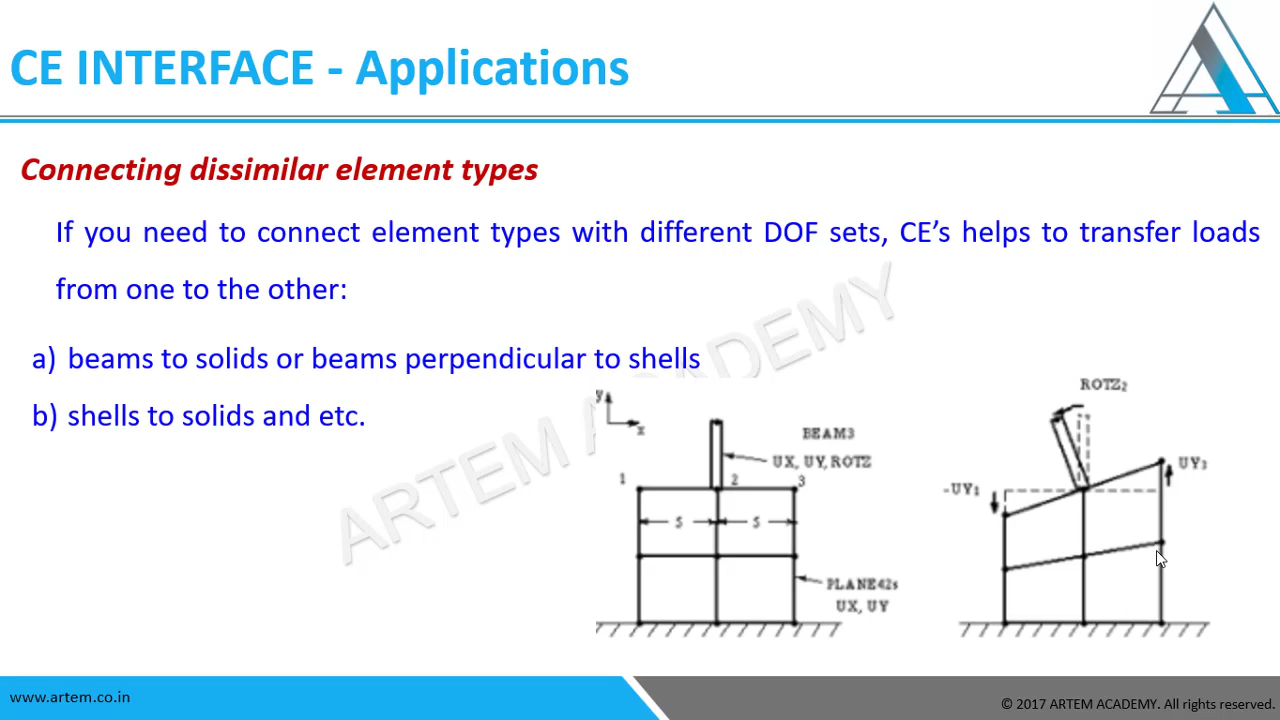 CE INTERFACE - Applications
Connecting dissimilar element types
If you need to connect element types with different DOF sets, CE's helps to transfer loads
from one to the other:
a) beams to solids or beams perpendicular to shells
b) shells to solids and etc.
ARTEM ACADEMY
y
x
BEAM3
UX, UY, ROTZ
1
2
3
5
5
PLANE42s
UX, UY
ROTZ2
UY3
-UY1
www.artem.co.in
© 2017 ARTEM ACADEMY. All rights reserved.